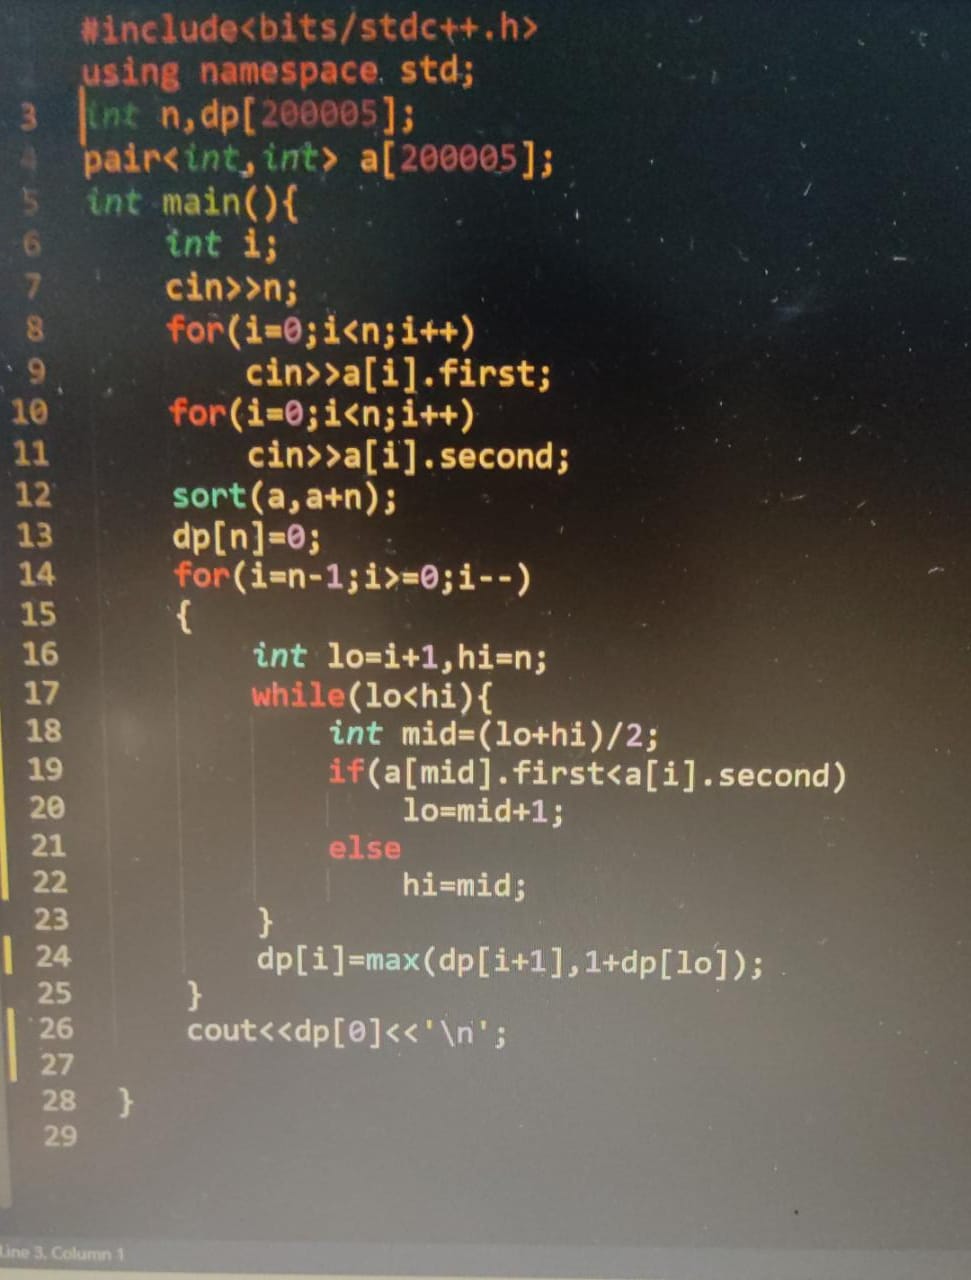 #include<bits/stdc++.h>
using namespace std;
3 int n,dp[200005];
4 pair<int,int> a[200005];
5 int main(){
6 int i;
7 cin>>n;
8 for(i=0;i<n;i++)
9 cin>>a[i].first;
10 for(i=0;i<n;i++)
11 cin>>a[i].second;
12 sort(a,a+n);
13 dp[n]=0;
14 for(i=n-1;i>=0;i--)
15 {
16 int lo=i+1,hi=n;
17 while(lo<hi){
18 int mid=(lo+hi)/2;
19 if(a[mid].first<a[i].second)
20 lo=mid+1;
21 else
22 hi=mid;
23 }
24 dp[i]=max(dp[i+1],1+dp[lo]);
25 }
26 cout<<dp[0]<<'\n';
27
28 }
29
Line 3, Column 1